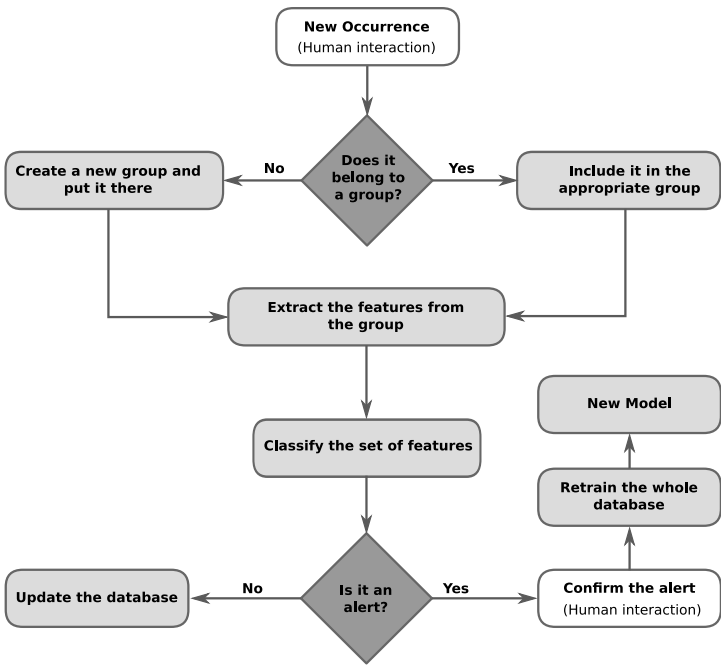 New Occurrence
(Human interaction)
Does it
belong to
a group?
No
Yes
Create a new group and
put it there
Include it in the
appropriate group
Extract the features from
the group
Classify the set of features
Is it an
alert?
No
Yes
Update the database
Confirm the alert
(Human interaction)
Retrain the whole
database
New Model